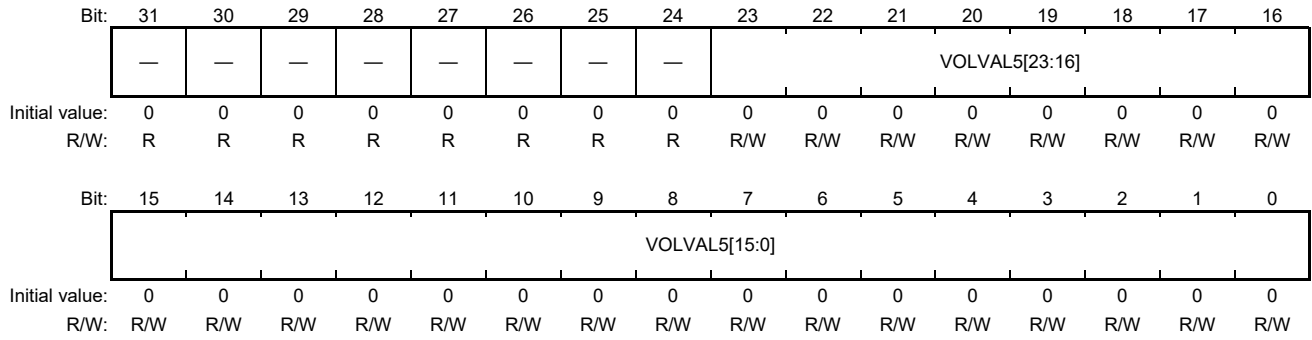 Bit: 31 30 29 28 27 26 25 24 23 22 21 20 19 18 17 16
— — — — — — — — VOLVAL5[23:16]
Initial value: 0 0 0 0 0 0 0 0 0 0 0 0 0 0 0 0
R/W: R R R R R R R R R/W R/W R/W R/W R/W R/W R/W R/W
Bit: 15 14 13 12 11 10 9 8 7 6 5 4 3 2 1 0
VOLVAL5[15:0]
Initial value: 0 0 0 0 0 0 0 0 0 0 0 0 0 0 0 0
R/W: R/W R/W R/W R/W R/W R/W R/W R/W R/W R/W R/W R/W R/W R/W R/W R/W